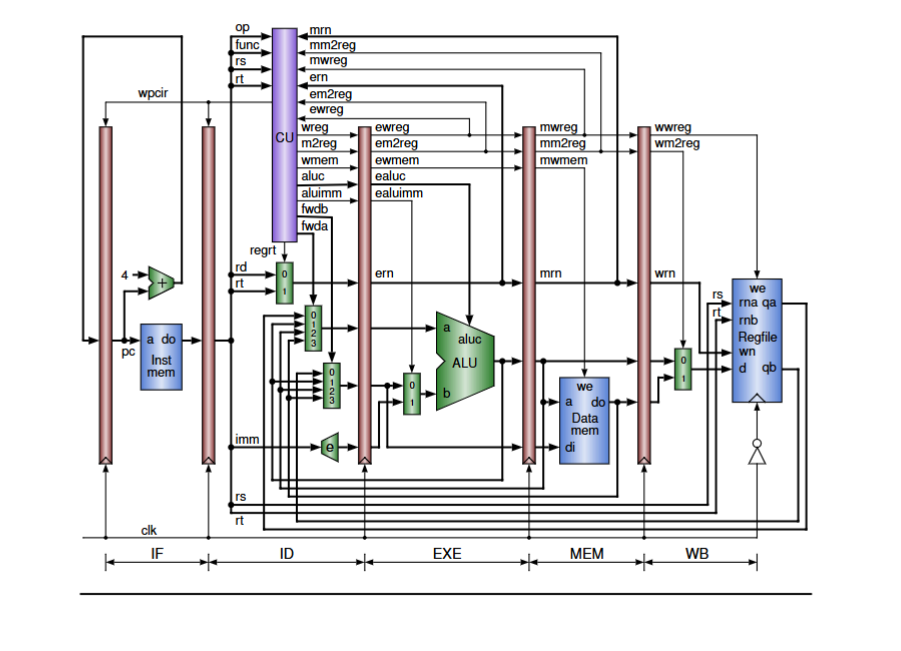 op
func
rs
rt
mrn
mm2reg
mwreg
ern
em2reg
ewreg
wpcir
CU
wreg
m2reg
wmem
aluc
aluimm
fwdb
fwda
regrt
ewreg
em2reg
ewmem
ealuc
ealuimm
mwreg
mm2reg
mwmem
wwreg
wm2reg
rd
rt
0
1
ern
mrn
wrn
4
+
pc
a do
Inst
mem
0
1
2
3
0
1
2
3
0
1
a
aluc
ALU
b
we
a do
Data
mem
di
0
1
rs
rt
we
rna qa
rnb
Regfile
wn
d qb
imm
e
rs
rt
clk
IF
ID
EXE
MEM
WB